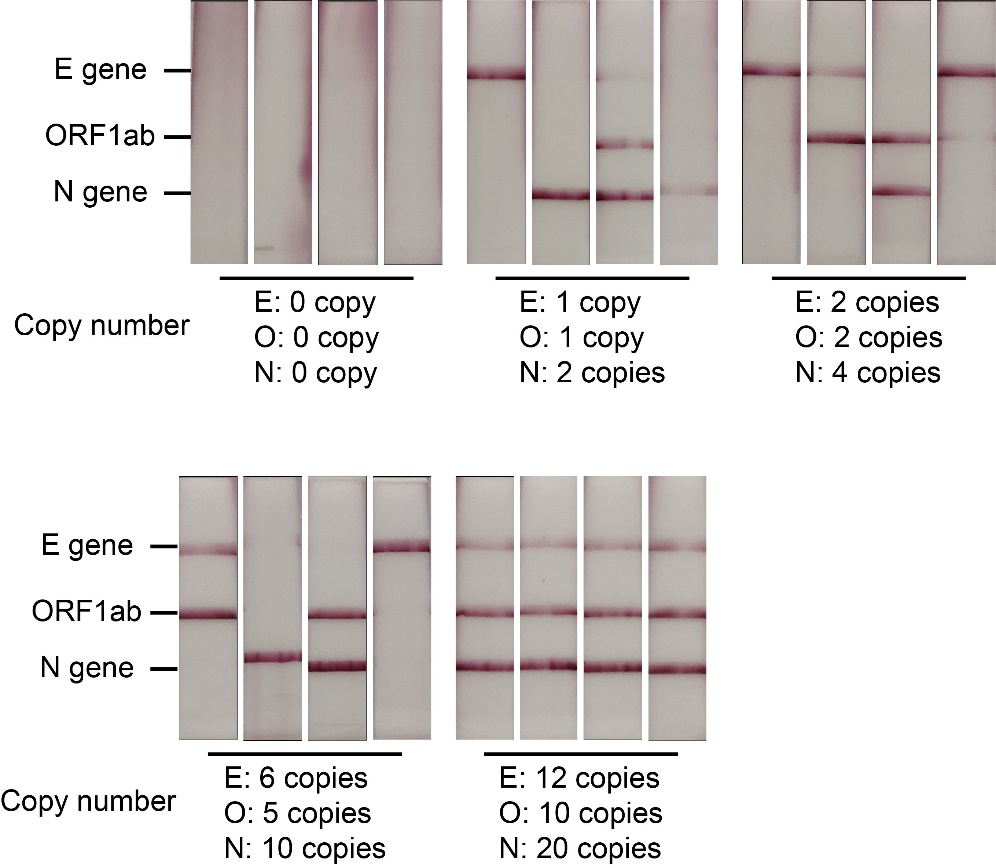 E gene
ORF1ab
N gene
Copy number
E: 0 copy
O: 0 copy
N: 0 copy
E: 1 copy
O: 1 copy
N: 2 copies
E: 2 copies
O: 2 copies
N: 4 copies
E gene
ORF1ab
N gene
Copy number
E: 6 copies
O: 5 copies
N: 10 copies
E: 12 copies
O: 10 copies
N: 20 copies